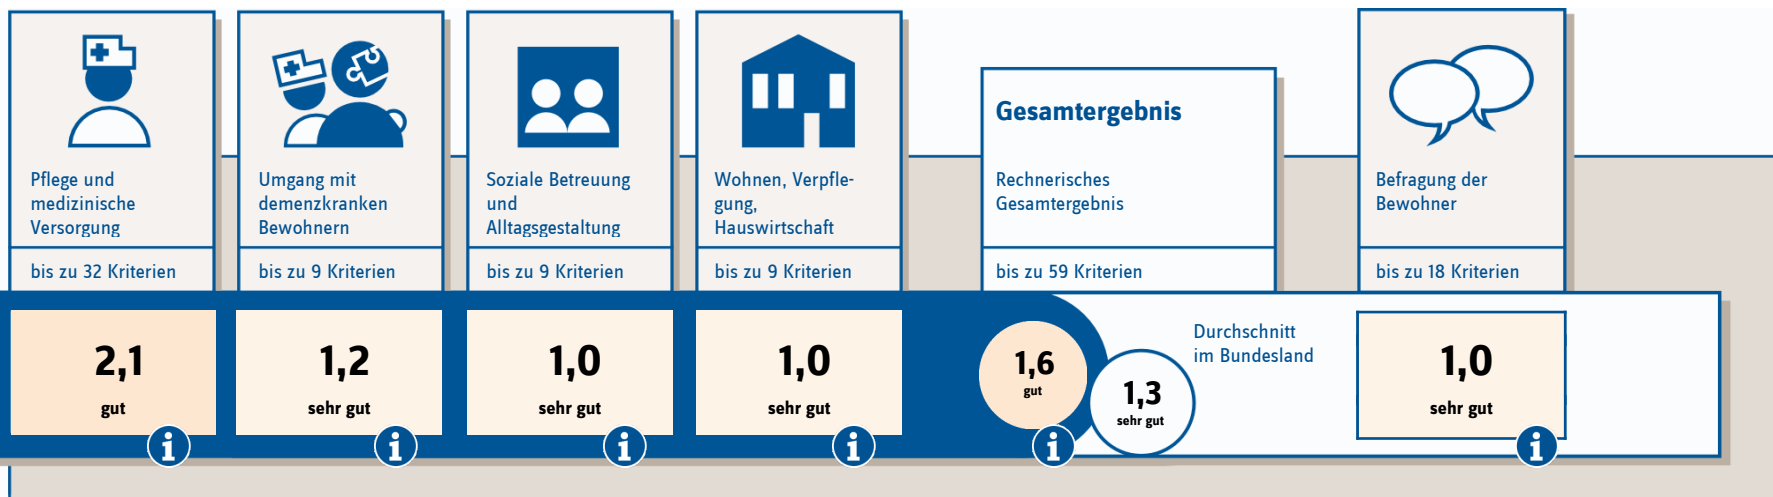 Pflege und
medizinische
Versorgung
bis zu 32 Kriterien
2,1
gut
Umgang mit
demenzkranken
Bewohnern
bis zu 9 Kriterien
1,2
sehr gut
Soziale Betreuung
und
Alltagsgestaltung
bis zu 9 Kriterien
1,0
sehr gut
Wohnen, Verpfle-
gung,
Hauswirtschaft
bis zu 9 Kriterien
1,0
sehr gut
Gesamtergebnis
Rechnerisches
Gesamtergebnis
bis zu 59 Kriterien
1,6
gut
1,3
sehr gut
Durchschnitt
im Bundesland
Befragung der
Bewohner
bis zu 18 Kriterien
1,0
sehr gut